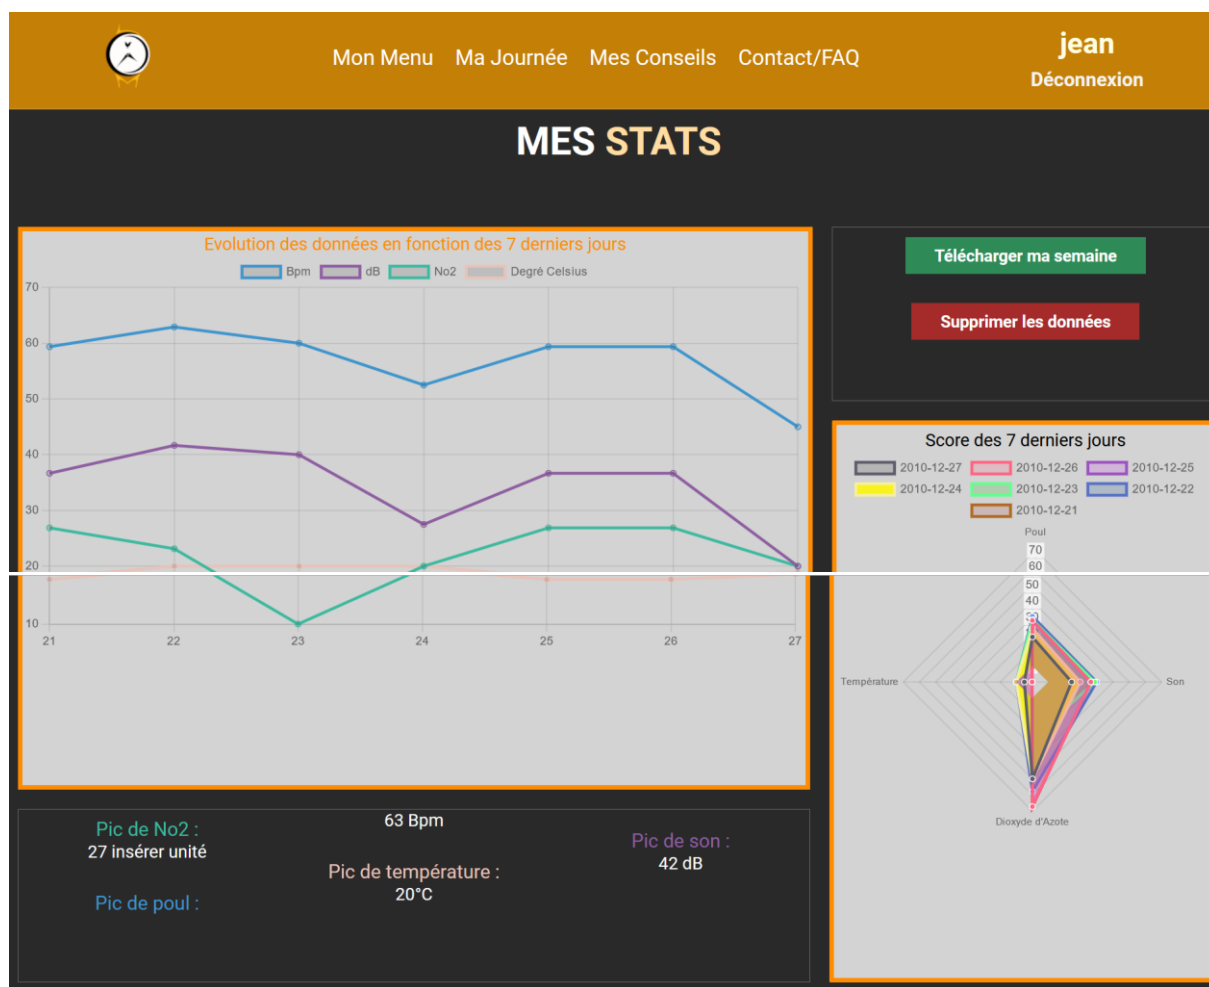 Mon Menu Ma Journée Mes Conseils Contact/FAQ
jean
Déconnexion
MES STATS
Evolution des données en fonction des 7 derniers jours
Bpm dB No2 Degré Celsius
70
60
50
40
30
20
10
21 22 23 24 25 26 27
Télécharger ma semaine
Supprimer les données
Score des 7 derniers jours
2010-12-27 2010-12-26 2010-12-25
2010-12-24 2010-12-23 2010-12-22
2010-12-21
Poul
70
60
50
40
Température
Son
Dioxyde d'Azote
Pic de No2 :
27 insérer unité
Pic de poul :
63 Bpm
Pic de température :
20°C
Pic de son :
42 dB